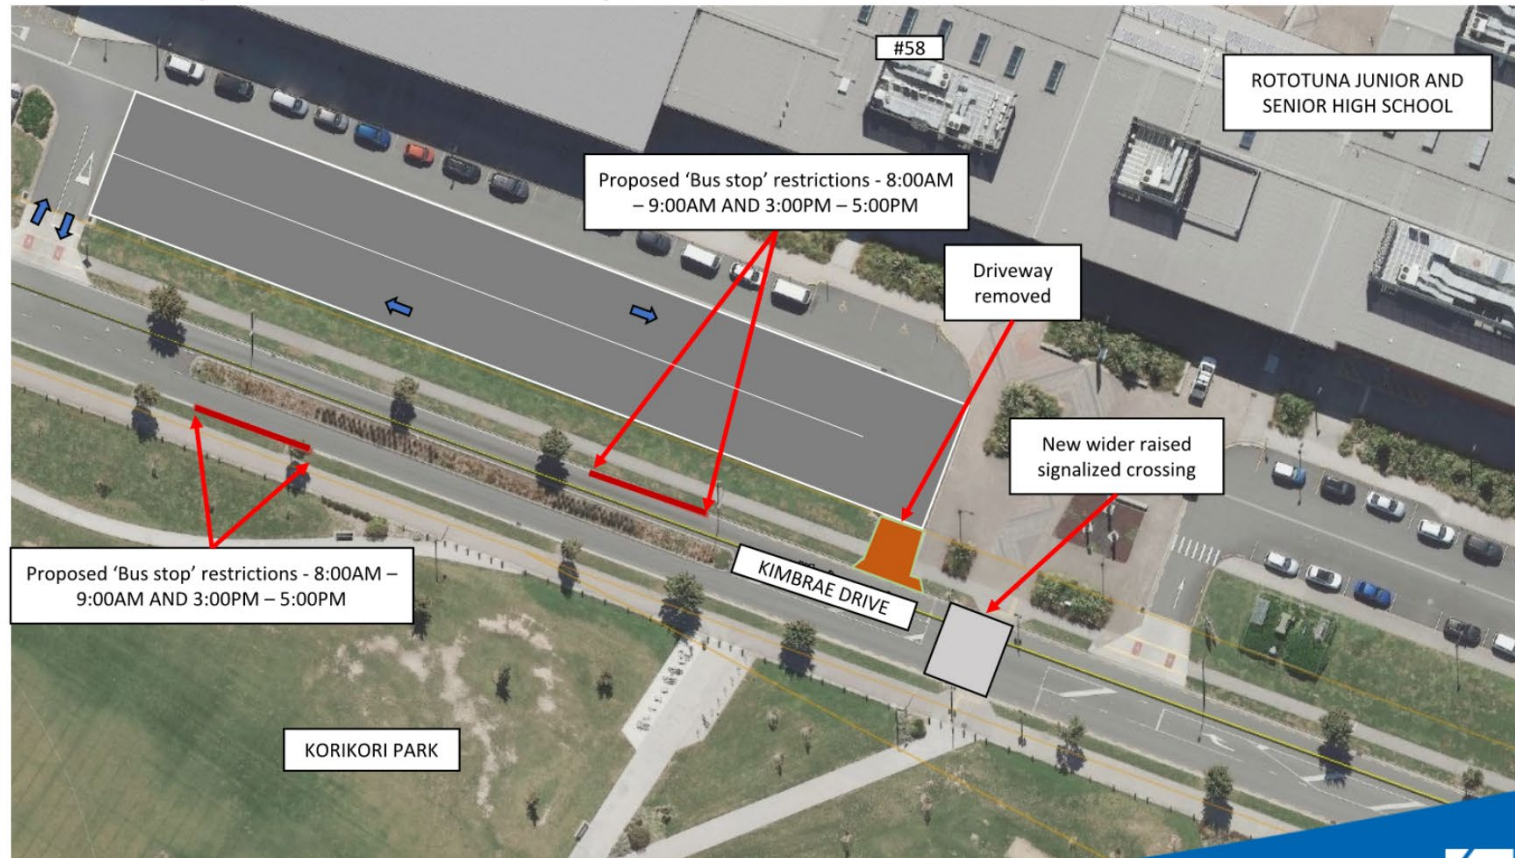 #58
ROTOTUNA JUNIOR AND
SENIOR HIGH SCHOOL
Proposed ‘Bus stop’ restrictions - 8:00AM
– 9:00AM AND 3:00PM – 5:00PM
Driveway
removed
New wider raised
signalized crossing
Proposed ‘Bus stop’ restrictions - 8:00AM –
9:00AM AND 3:00PM – 5:00PM
KIMBRAE DRIVE
KORIKORI PARK